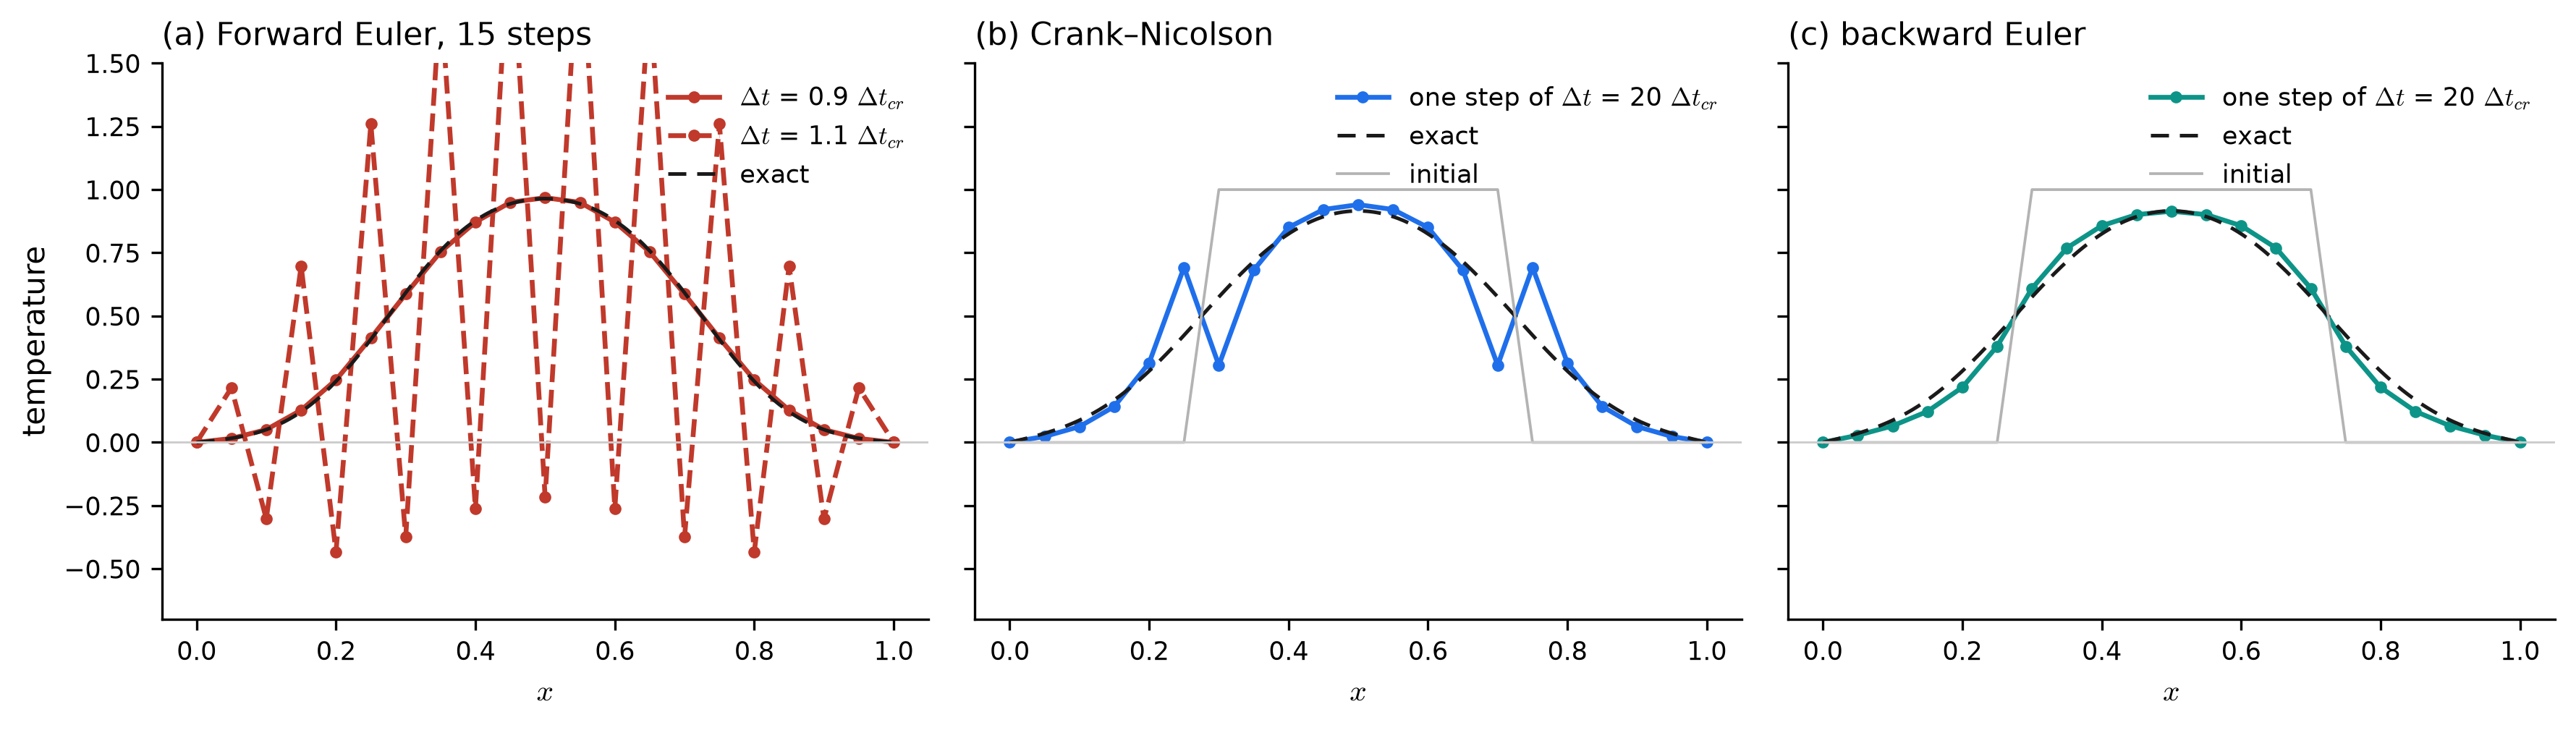 (a) Forward Euler, 15 steps
1.50
1.25
1.00
0.75
0.50
0.25
0.00
−0.25
−0.50
temperature
Δt = 0.9 Δt_cr
Δt = 1.1 Δt_cr
exact
0.0 0.2 0.4 0.6 0.8 1.0
x
(b) Crank–Nicolson
one step of Δt = 20 Δt_cr
exact
initial
0.0 0.2 0.4 0.6 0.8 1.0
x
(c) backward Euler
one step of Δt = 20 Δt_cr
exact
initial
0.0 0.2 0.4 0.6 0.8 1.0
x